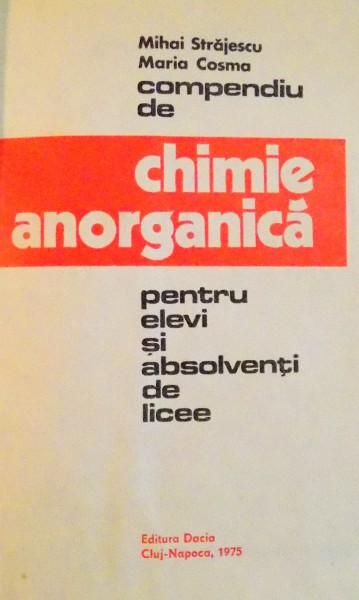 Mihai Străjescu
Maria Cosma
compendiu
de
chimie
anorganică
pentru
elevi
și
absolvenți
de
licee
Editura Dacia
Cluj-Napoca, 1975